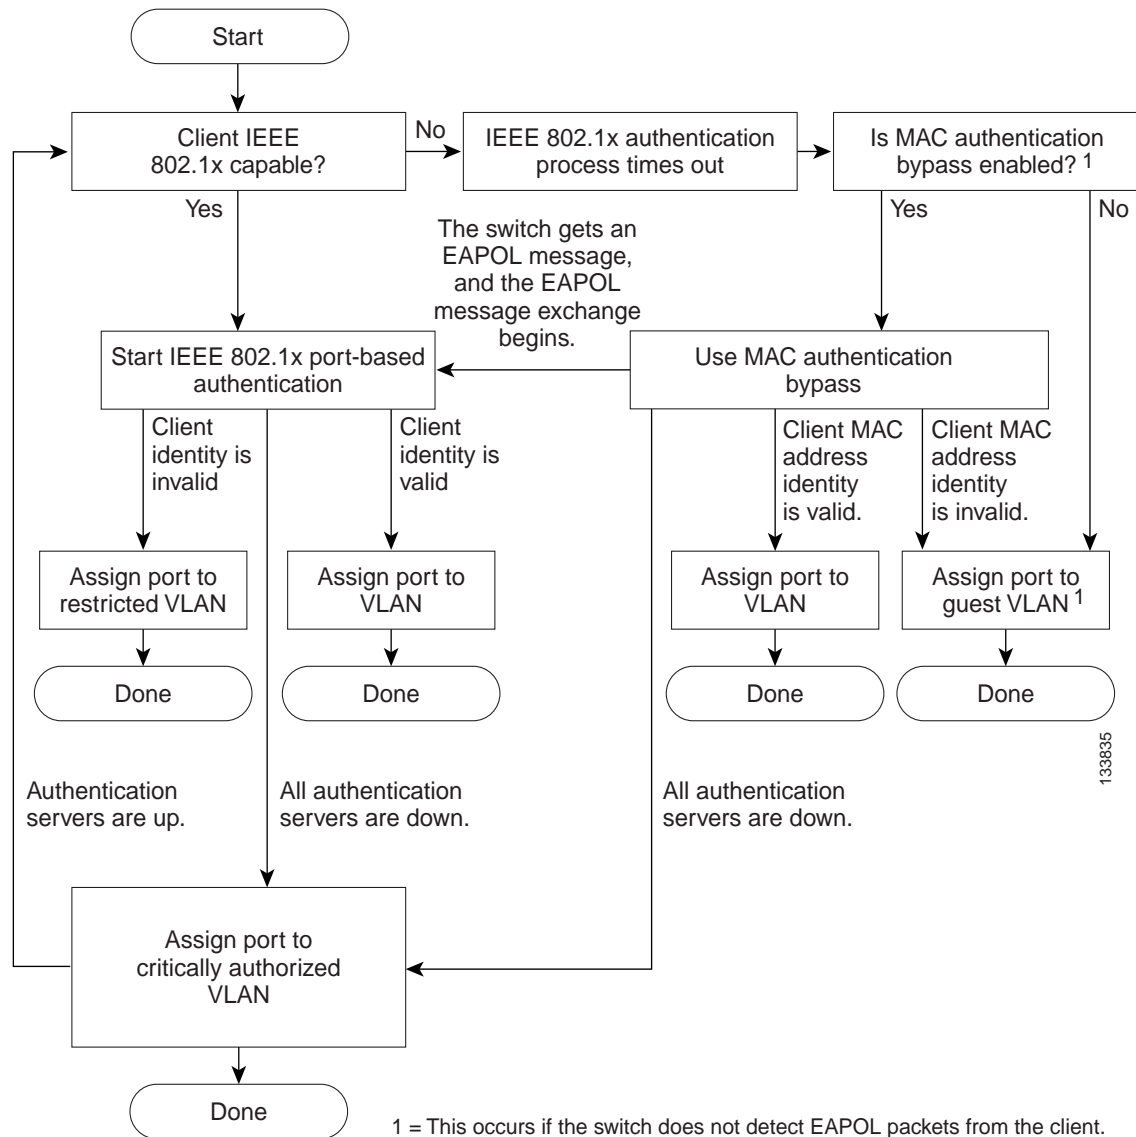 Start
Client IEEE
802.1x capable?
No
IEEE 802.1x authentication
process times out
Is MAC authentication
bypass enabled? 1
Yes
The switch gets an
EAPOL message,
and the EAPOL
message exchange
begins.
Yes
No
Start IEEE 802.1x port-based
authentication
Use MAC authentication
bypass
Client
identity is
invalid
Client
identity is
valid
Client MAC
address
identity
is valid.
Client MAC
address
identity
is invalid.
Assign port to
restricted VLAN
Assign port to
VLAN
Assign port to
VLAN
Assign port to
guest VLAN 1
Done
Done
Done
Done
133835
Authentication
servers are up.
All authentication
servers are down.
All authentication
servers are down.
Assign port to
critically authorized
VLAN
Done
1 = This occurs if the switch does not detect EAPOL packets from the client.